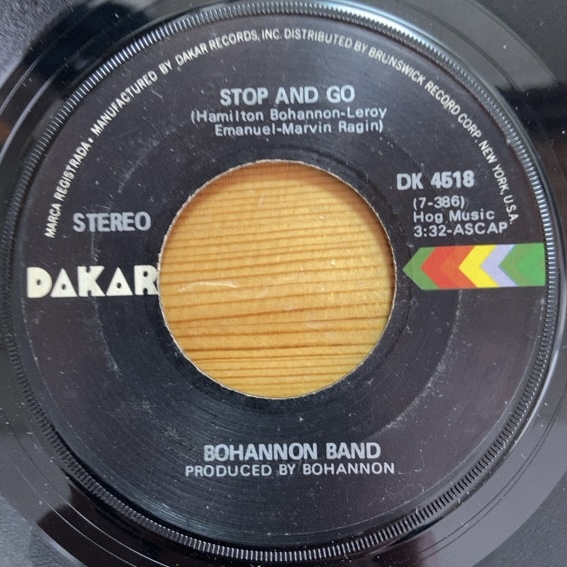 MARCA REGISTRADA • MANUFACTURED BY DAKAR RECORDS, INC. DISTRIBUTED BY BRUNSWICK RECORD CORP. NEW YORK, U.S.A.
STOP AND GO
(Hamilton Bohannon-Leroy
Emanuel-Marvin Ragin)
DK 4518
(7-386)
Hog Music
3:32-ASCAP
STEREO
DAKAR
BOHANNON BAND
PRODUCED BY BOHANNON